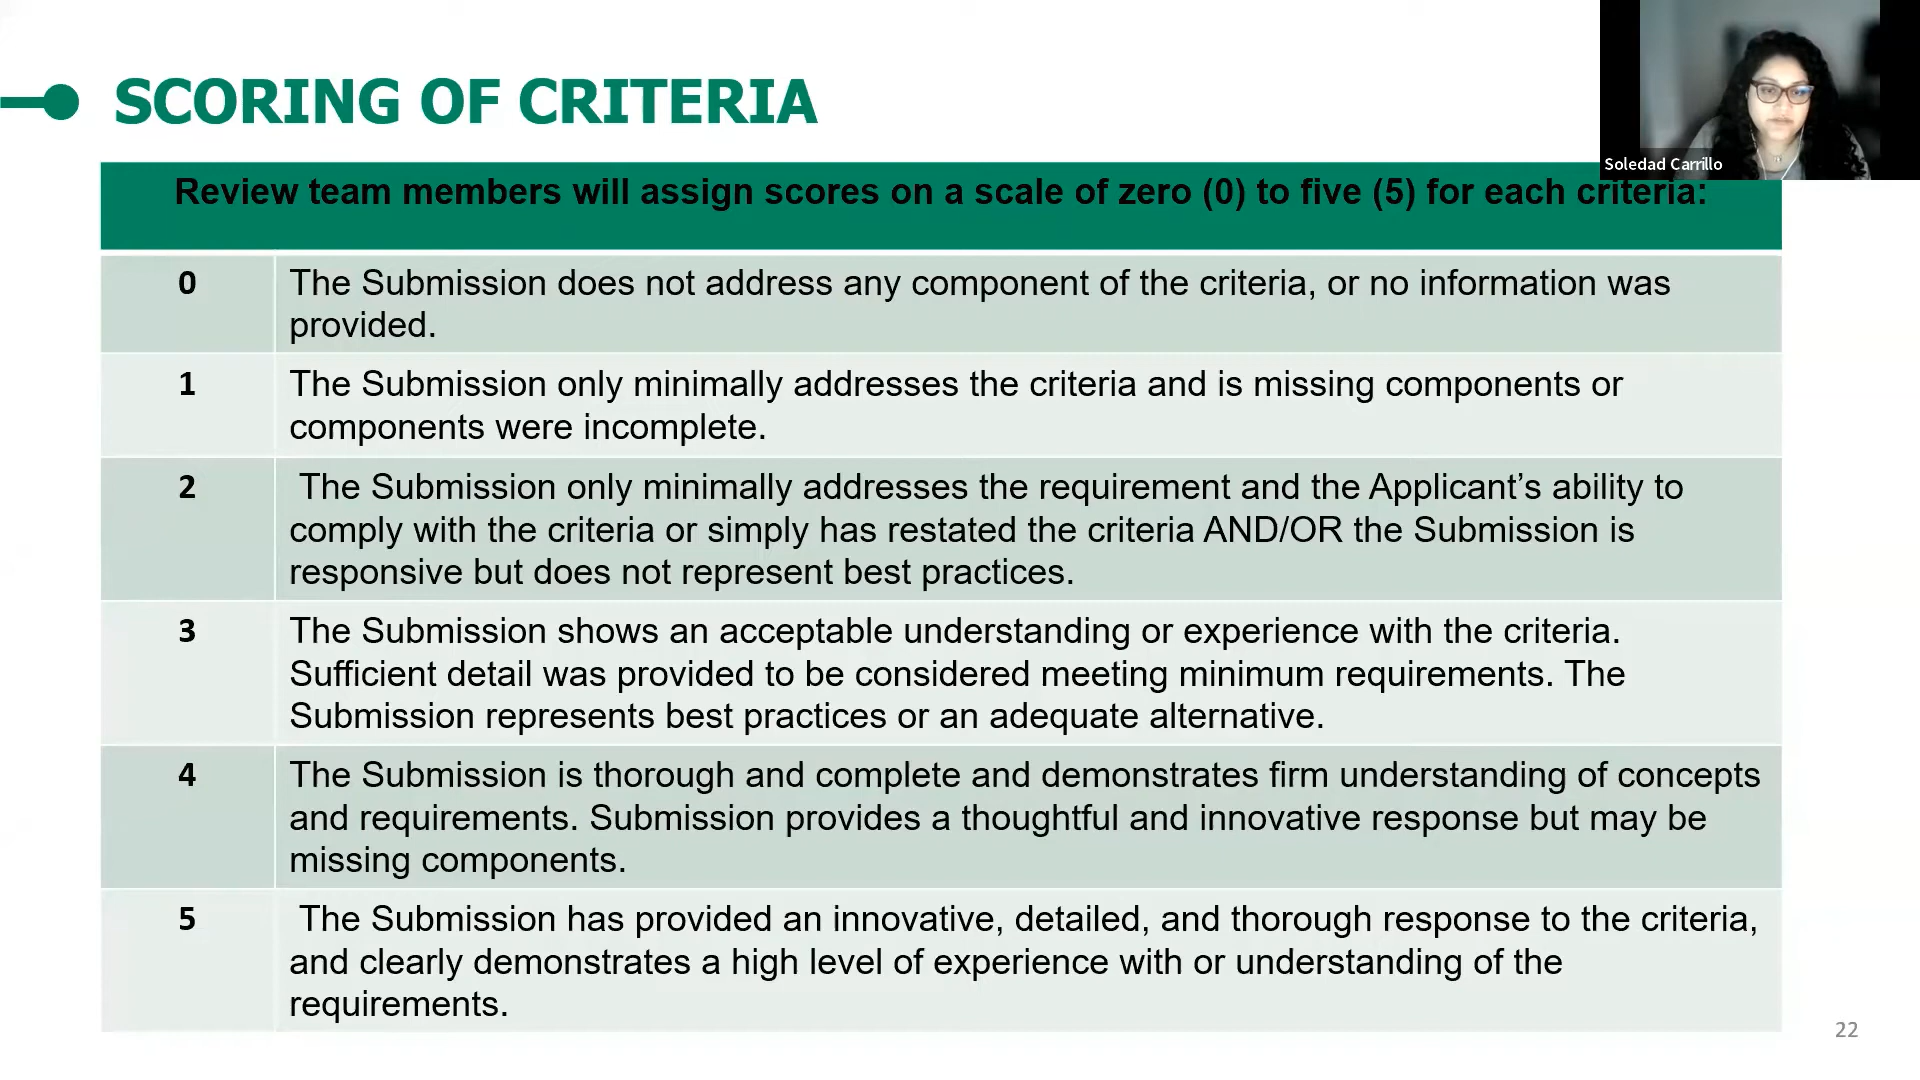 SCORING OF CRITERIA
Soledad Carrillo
Review team members will assign scores on a scale of zero (0) to five (5) for each criteria:
0
The Submission does not address any component of the criteria, or no information was
provided.
1
The Submission only minimally addresses the criteria and is missing components or
components were incomplete.
2
The Submission only minimally addresses the requirement and the Applicant’s ability to
comply with the criteria or simply has restated the criteria AND/OR the Submission is
responsive but does not represent best practices.
3
The Submission shows an acceptable understanding or experience with the criteria.
Sufficient detail was provided to be considered meeting minimum requirements. The
Submission represents best practices or an adequate alternative.
4
The Submission is thorough and complete and demonstrates firm understanding of concepts
and requirements. Submission provides a thoughtful and innovative response but may be
missing components.
5
The Submission has provided an innovative, detailed, and thorough response to the criteria,
and clearly demonstrates a high level of experience with or understanding of the
requirements.
22